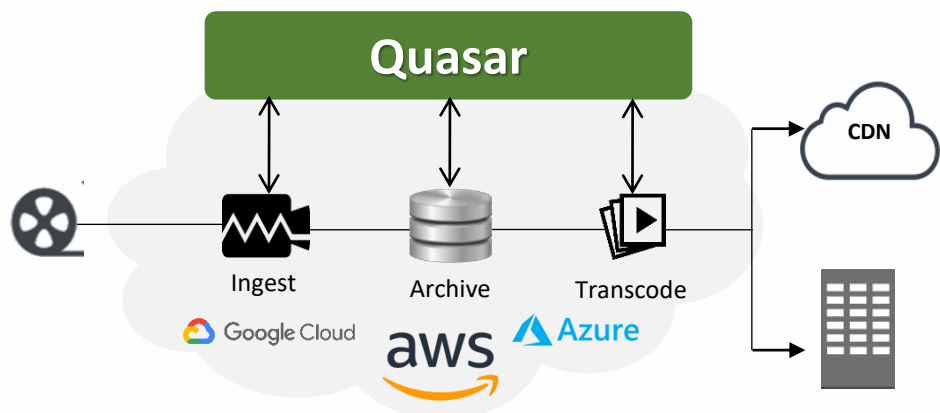 Quasar
CDN
Ingest
Archive
Transcode
Google Cloud
aws
Azure